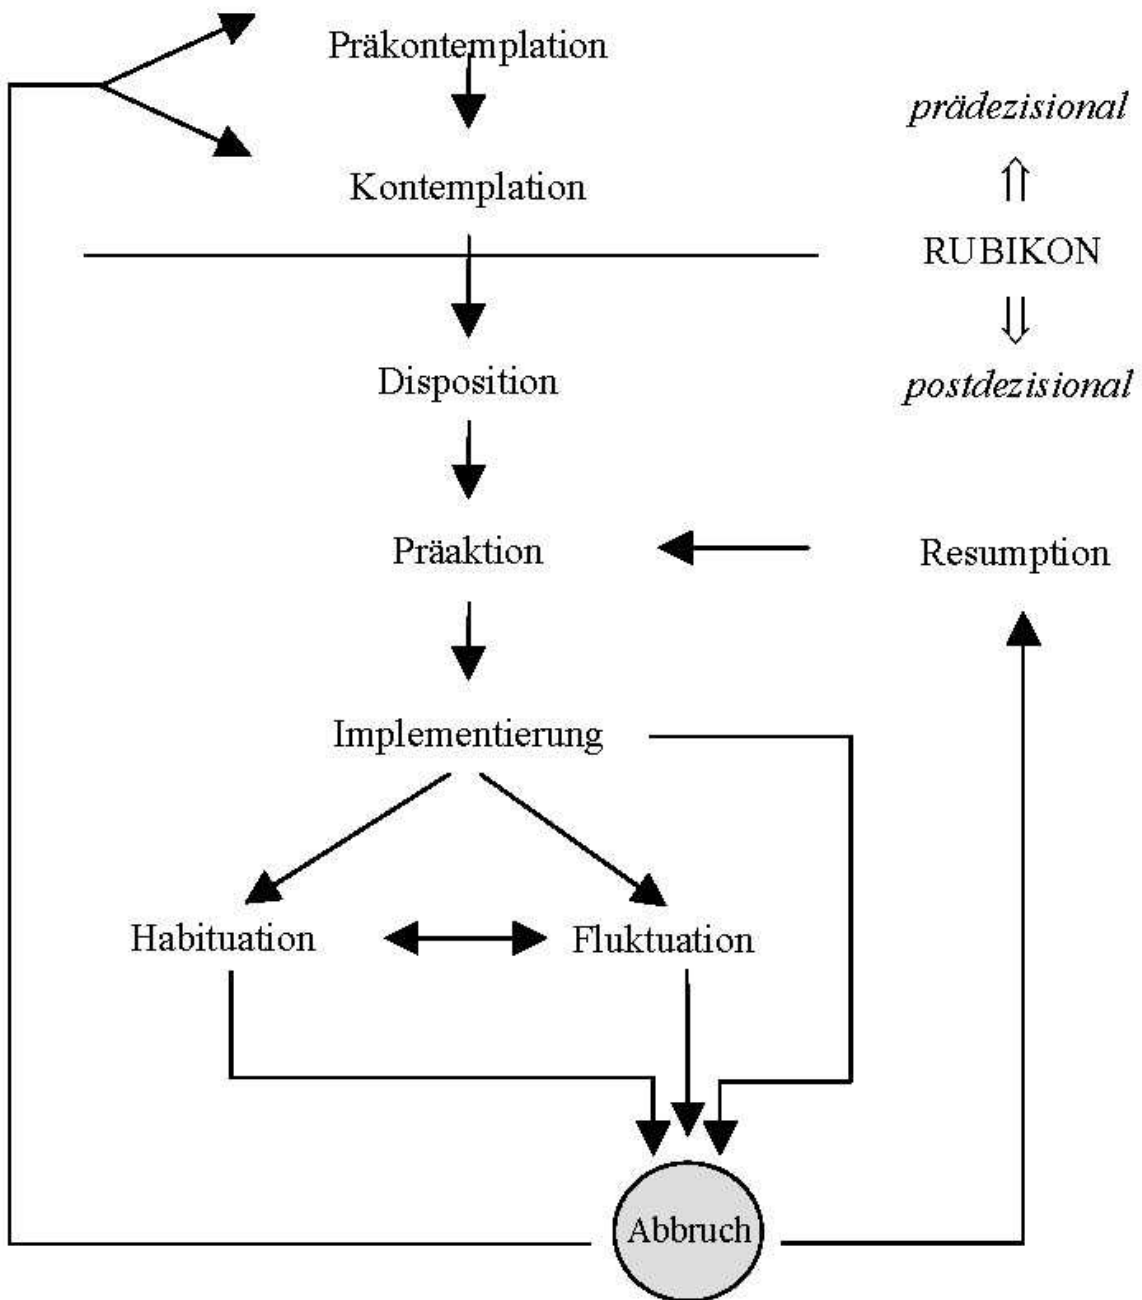 Präkontemplation
prädezisional
Kontemplation
RUBIKON
Disposition
postdezisional
Präaktion
Resumption
Implementierung
Habituation
Fluktuation
Abbruch